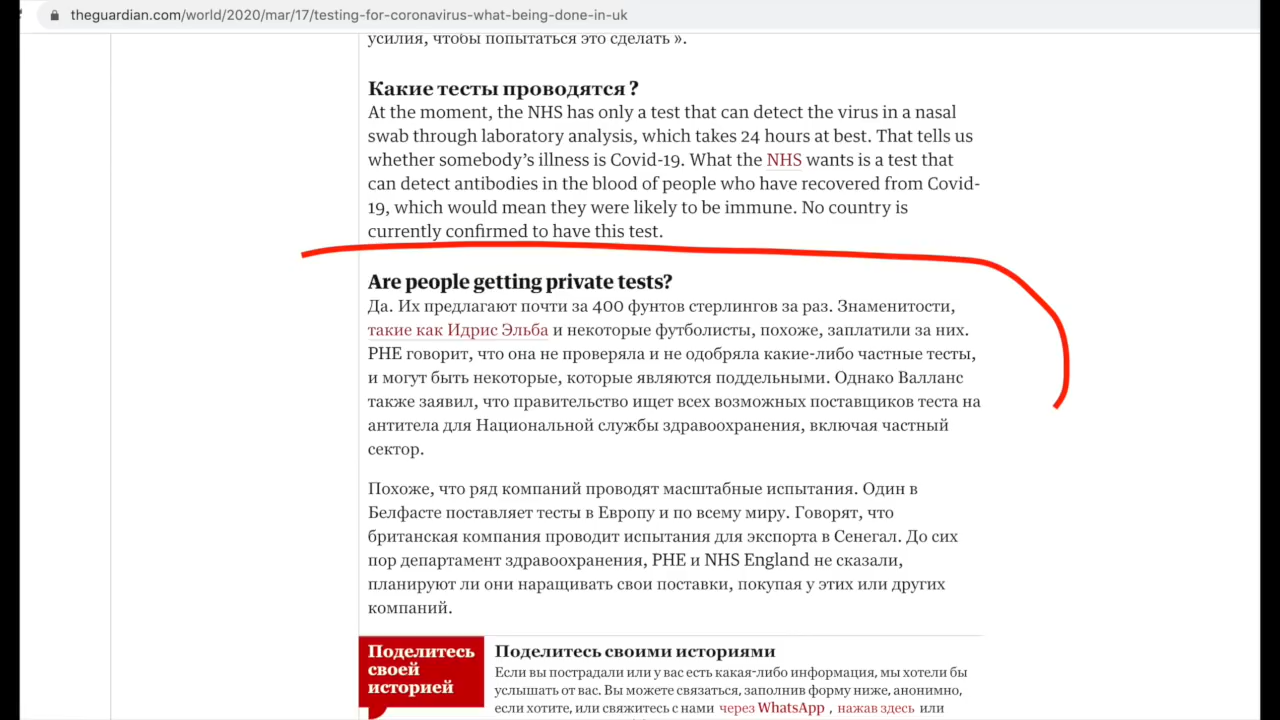 theguardian.com/world/2020/mar/17/testing-for-coronavirus-what-being-done-in-uk
усилия, чтобы попытаться это сделать ».
Какие тесты проводятся ?
At the moment, the NHS has only a test that can detect the virus in a nasal
swab through laboratory analysis, which takes 24 hours at best. That tells us
whether somebody’s illness is Covid-19. What the NHS wants is a test that
can detect antibodies in the blood of people who have recovered from Covid-
19, which would mean they were likely to be immune. No country is
currently confirmed to have this test.
Are people getting private tests?
Да. Их предлагают почти за 400 фунтов стерлингов за раз. Знаменитости,
такие как Идрис Эльба и некоторые футболисты, похоже, заплатили за них.
PHE говорит, что она не проверяла и не одобряла какие-либо частные тесты,
и могут быть некоторые, которые являются поддельными. Однако Валланс
также заявил, что правительство ищет всех возможных поставщиков теста на
антитела для Национальной службы здравоохранения, включая частный
сектор.
Похоже, что ряд компаний проводят масштабные испытания. Один в
Белфасте поставляет тесты в Европу и по всему миру. Говорят, что
британская компания проводит испытания для экспорта в Сенегал. До сих
пор департамент здравоохранения, PHE и NHS England не сказали,
планируют ли они наращивать свои поставки, покупая у этих или других
компаний.
Поделитесь
своей
историей
Поделитесь своими историями
Если вы пострадали или у вас есть какая-либо информация, мы хотели бы
услышать от вас. Вы можете связаться, заполнив форму ниже, анонимно,
если хотите, или свяжитесь с нами через WhatsApp , нажав здесь или